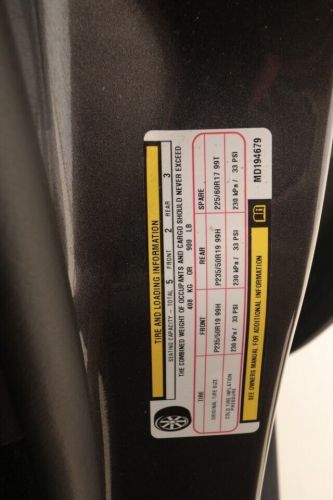 TIRE AND LOADING INFORMATION
SEATING CAPACITY - TOTAL 5 FRONT 2 REAR 3
THE COMBINED WEIGHT OF OCCUPANTS AND CARGO SHOULD NEVER EXCEED
408 KG OR 900 LB
TIRE FRONT REAR SPARE
ORIGINAL TIRE SIZE P235/50R19 99H P235/50R19 99H 225/60R17 99T
COLD TIRE INFLATION PRESSURE 230 kPa / 33 PSI 230 kPa / 33 PSI 230 kPa / 33 PSI
SEE OWNERS MANUAL FOR ADDITIONAL INFORMATION
MD194679